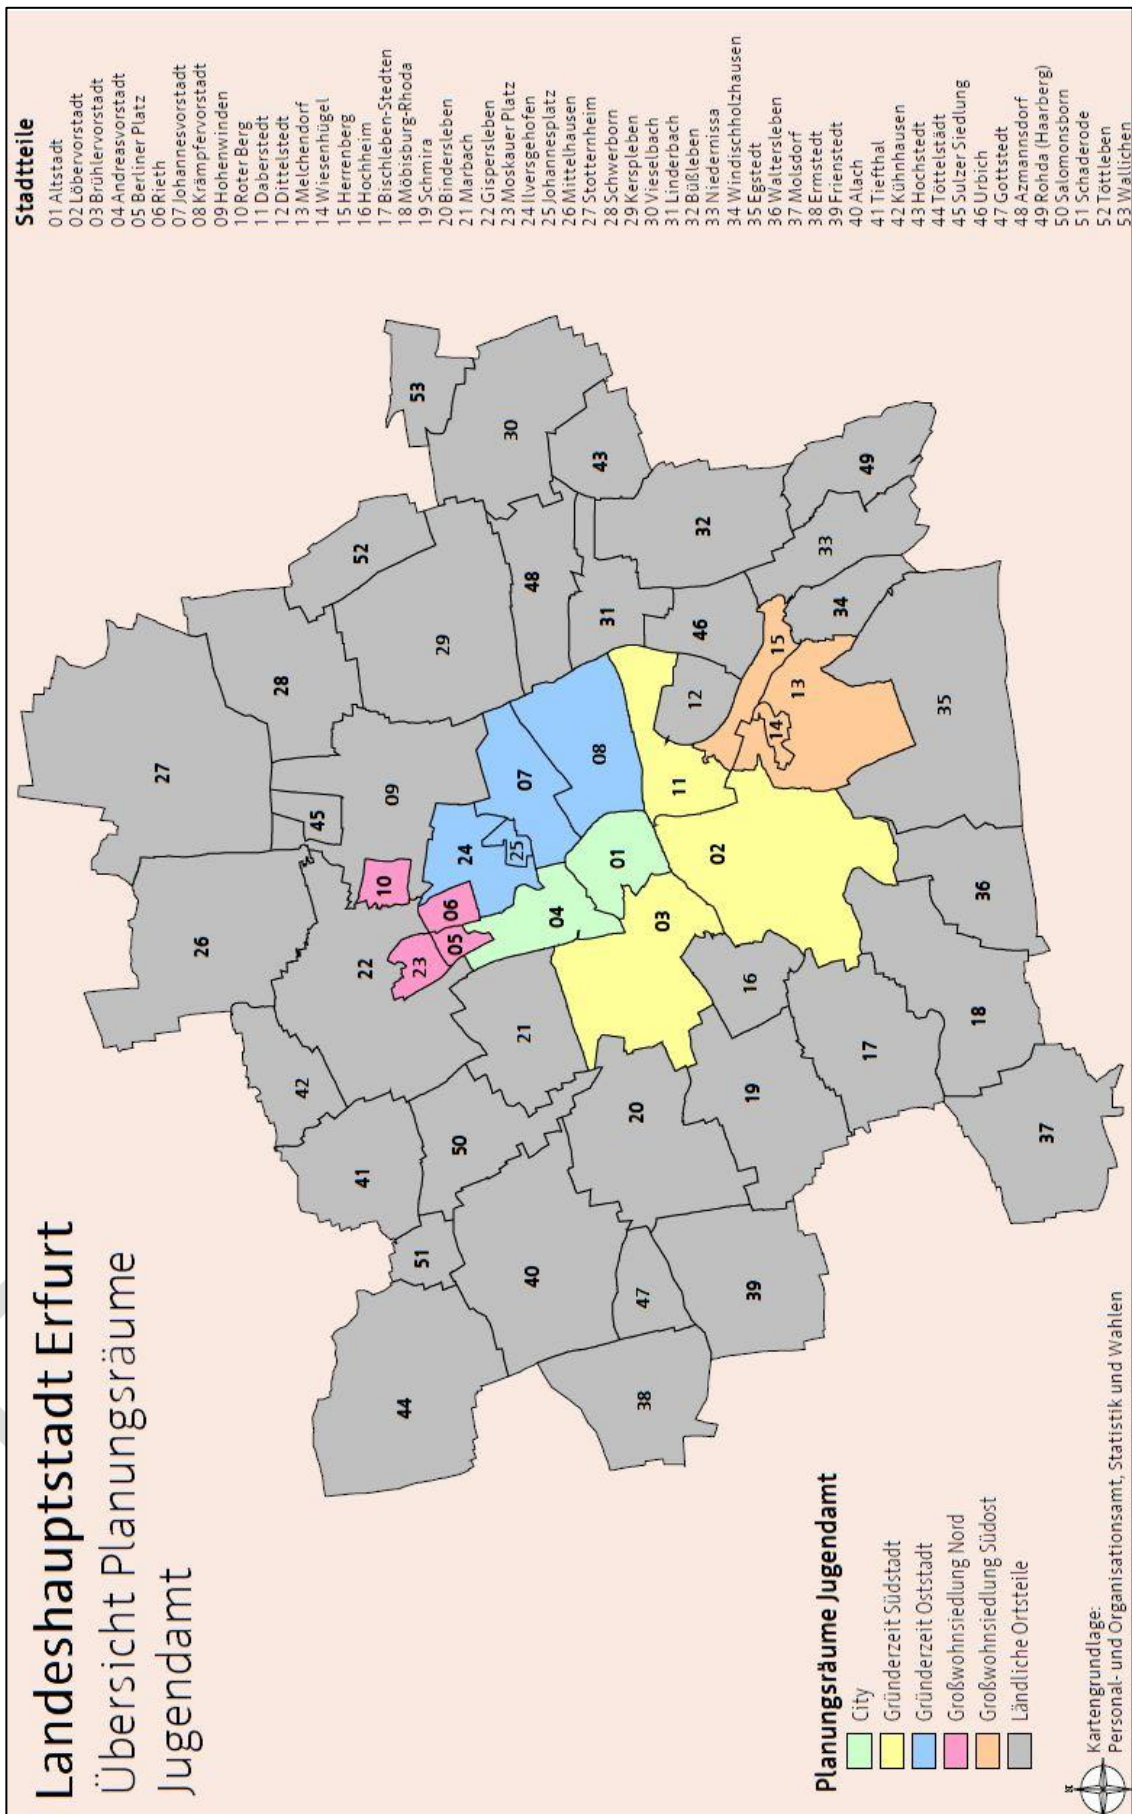 Landeshauptstadt Erfurt
Übersicht Planungsräume
Jugendamt
Stadtteile
01 Altstadt
02 Löbervorstadt
03 Brühlervorstadt
04 Andreasvorstadt
05 Berliner Platz
06 Rieth
07 Johannesvorstadt
08 Krämpfervorstadt
09 Hohenwinden
10 Roter Berg
11 Daberstedt
12 Dittelstedt
13 Melchendorf
14 Wiesenhügel
15 Herrenberg
16 Hochheim
17 Bischleben-Stedten
18 Möbisburg-Rhoda
19 Schmira
20 Bindersleben
21 Marbach
22 Gispersleben
23 Moskauer Platz
24 Ilversgehofen
25 Johannesplatz
26 Mittelhausen
27 Stotternheim
28 Schwerborn
29 Kerspleben
30 Vieselbach
31 Linderbach
32 Büßleben
33 Niedernissa
34 Windischholzhausen
35 Egstedt
36 Waltersleben
37 Molsdorf
38 Ermstedt
39 Frienstedt
40 Alach
41 Tiefthal
42 Kühnhausen
43 Hochstedt
44 Töttelstädt
45 Sulzer Siedlung
46 Urbich
47 Gottstedt
48 Azmannsdorf
49 Rohda (Haarberg)
50 Salomonsborn
51 Schaderode
52 Töttleben
53 Wallichen
27
26
28
45
52
53
42
22
10
09
41
29
30
51
50
23
05
06
24
44
21
07
25
48
43
40
04
01
08
31
20
47
38
03
11
32
02
12
46
39
19
16
14
13
15
33
49
17
34
35
18
36
37
Planungsräume Jugendamt
City
Gründerzeit Südstadt
Gründerzeit Oststadt
Großwohnsiedlung Nord
Großwohnsiedlung Südost
Ländliche Ortsteile
N
Kartengrundlage:
Personal- und Organisationsamt, Statistik und Wahlen